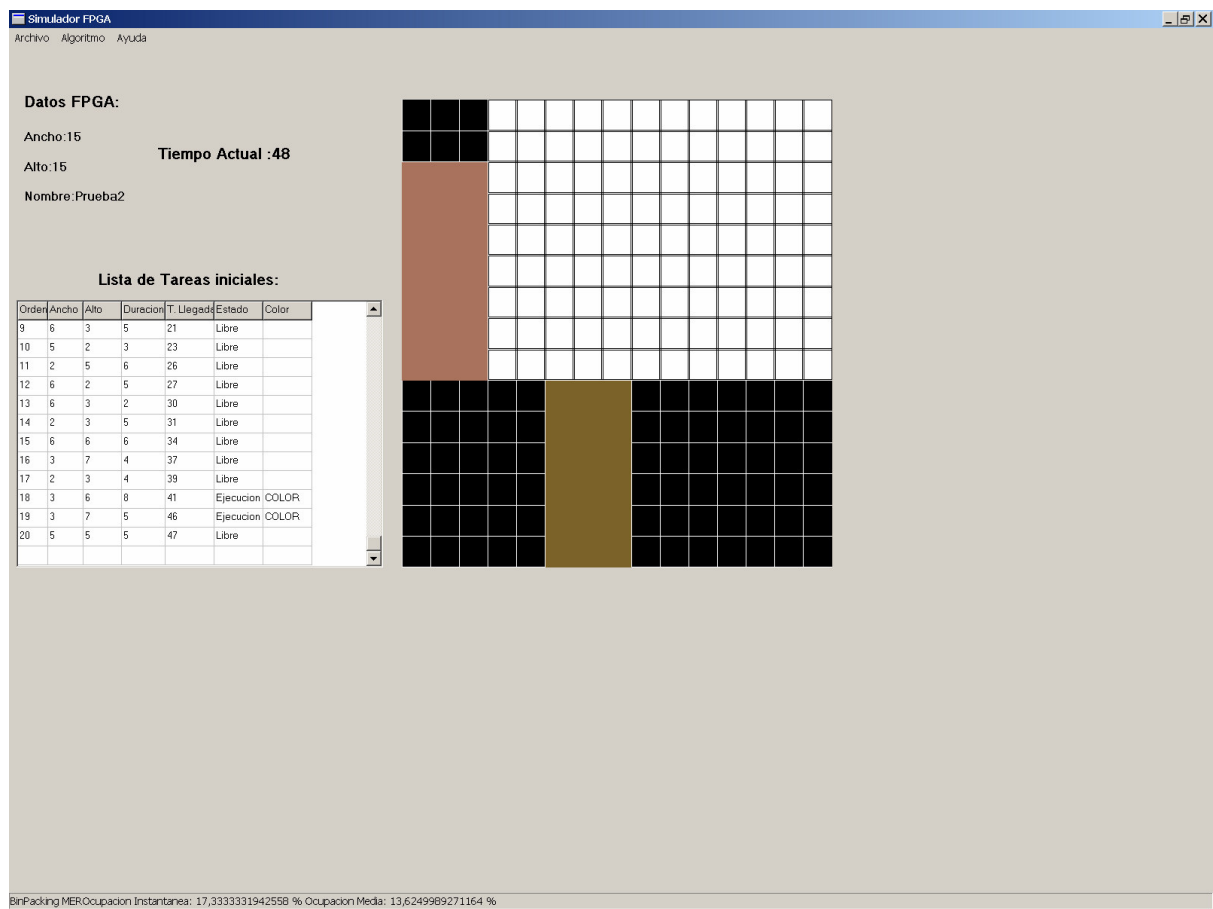 Simulador FPGA
Archivo Algoritmo Ayuda
Datos FPGA:
Ancho:15
Tiempo Actual :48
Alto:15
Nombre:Prueba2
Lista de Tareas iniciales:
Orden Ancho Alto Duracion T. Llegada Estado Color
9 6 3 5 21 Libre
10 5 2 3 23 Libre
11 2 5 6 26 Libre
12 6 2 5 27 Libre
13 6 3 2 30 Libre
14 2 3 5 31 Libre
15 6 6 6 34 Libre
16 3 7 4 37 Libre
17 2 3 4 39 Libre
18 3 6 8 41 Ejecucion COLOR
19 3 7 5 46 Ejecucion COLOR
20 5 5 5 47 Libre
BinPacking MEROcupacion Instantanea: 17,3333331942558 % Ocupacion Media: 13,6249989271164 %